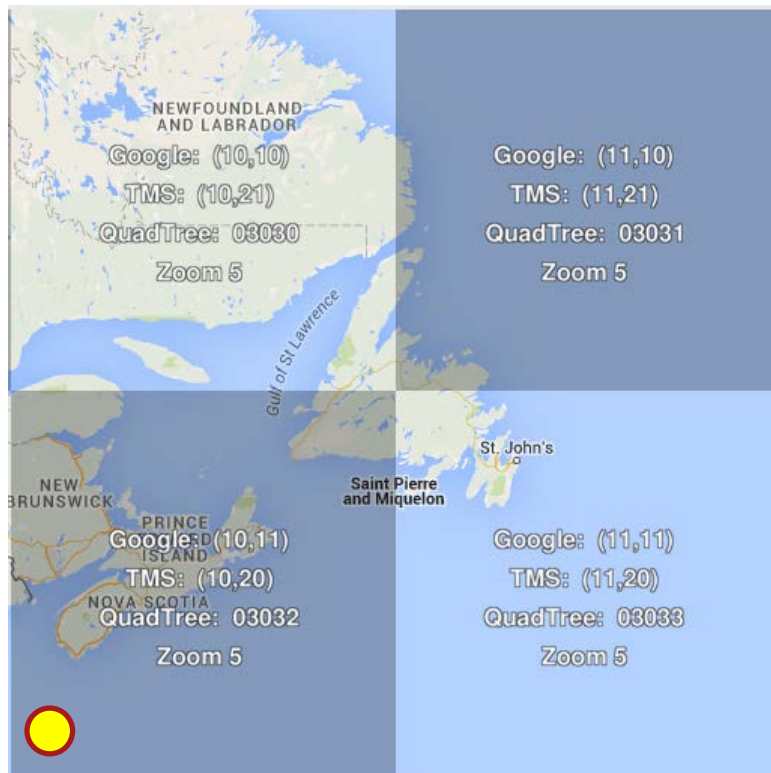 NEWFOUNDLAND
AND LABRADOR
Google: (10,10)
TMS: (10,21)
QuadTree: 03030
Zoom 5
Google: (11,10)
TMS: (11,21)
QuadTree: 03031
Zoom 5
Gulf of St Lawrence
St. John's
Saint Pierre
and Miquelon
NEW
BRUNSWICK
PRINCE
ISLAND
NOVA SCOTIA
Google: (10,11)
TMS: (10,20)
QuadTree: 03032
Zoom 5
Google: (11,11)
TMS: (11,20)
QuadTree: 03033
Zoom 5